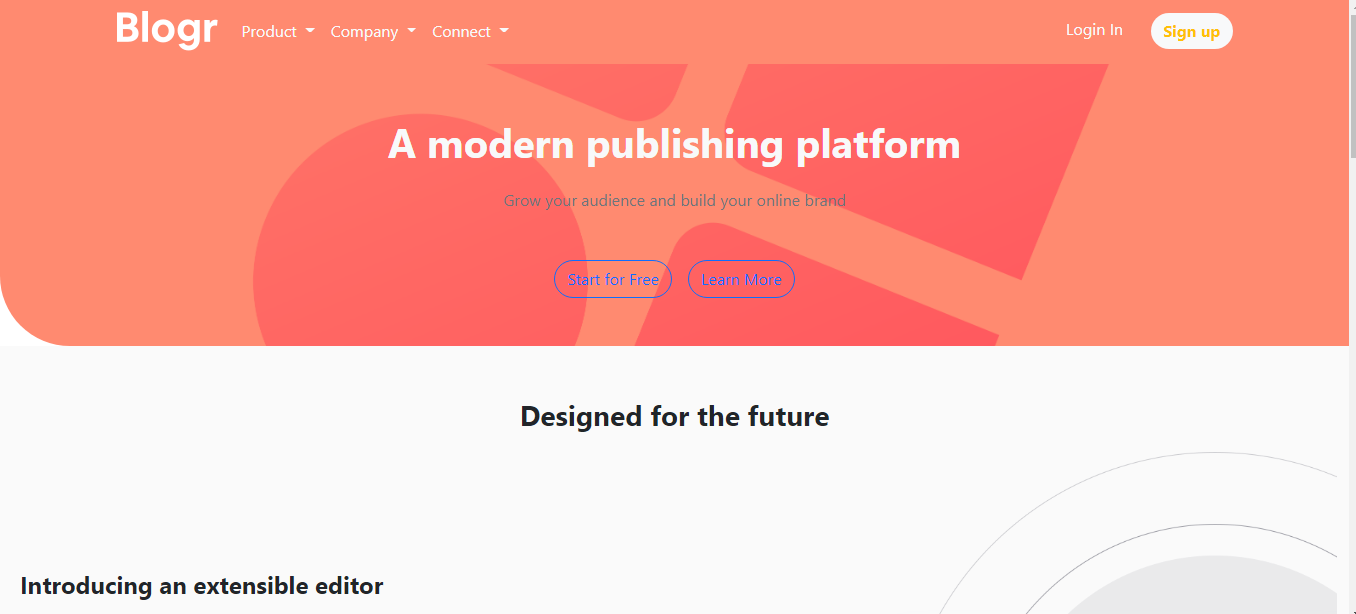 Blogr Product Company Connect Login In Sign up
A modern publishing platform
Grow your audience and build your online brand
Start for Free Learn More
Designed for the future
Introducing an extensible editor